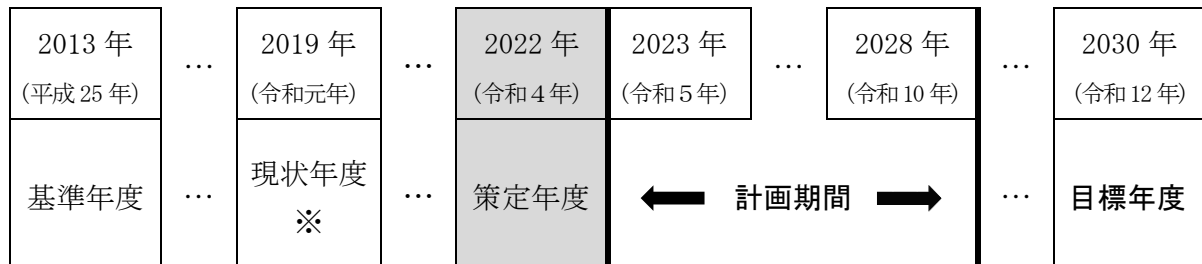 2013 年 … 2019 年 … 2022 年 2023 年 … 2028 年 … 2030 年
(平成 25 年) (令和元年) (令和４年) (令和５年) (令和 10 年) (令和 12 年)
基準年度 … 現状年度 … 策定年度 計画期間 … 目標年度
※